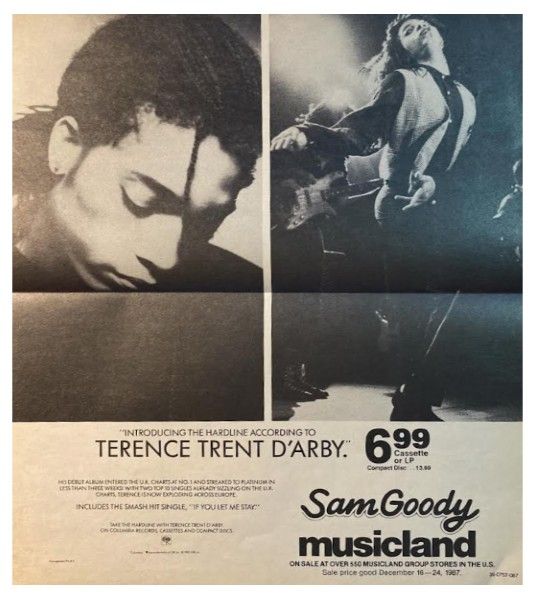 "INTRODUCING THE HARDLINE ACCORDING TO
TERENCE TRENT D'ARBY."
HIS DEBUT ALBUM ENTERED THE U.K. CHARTS AT NO. 1 AND STREAKED TO PLATINUM IN
LESS THAN THREE WEEKS! WITH TWO TOP 10 SINGLES ALREADY SIZZLING ON THE U.K.
CHARTS, TERENCE IS NOW EXPLODING ACROSS EUROPE.
INCLUDES THE SMASH HIT SINGLE, "IF YOU LET ME STAY."
TAKE THE HARDLINE WITH TERENCE TRENT D'ARBY.
ON COLUMBIA RECORDS, CASSETTES AND COMPACT DISCS.
6.99
Cassette
or LP
Compact Disc . . 13.99
Sam Goody
musicland
ON SALE AT OVER 550 MUSICLAND GROUP STORES IN THE U.S.
Sale price good December 16—24, 1987.